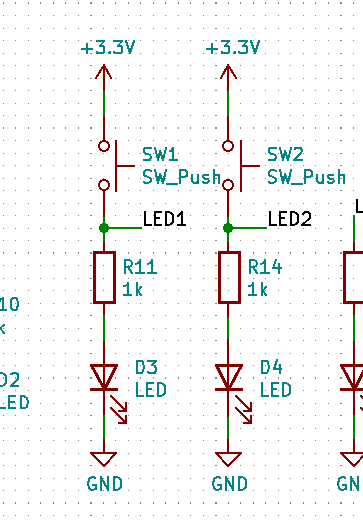 +3.3V
+3.3V
SW1
SW_Push
SW2
SW_Push
LED1
LED2
L
R11
1k
R14
1k
10
k
D3
LED
D4
LED
D2
LED
GND
GND
GN